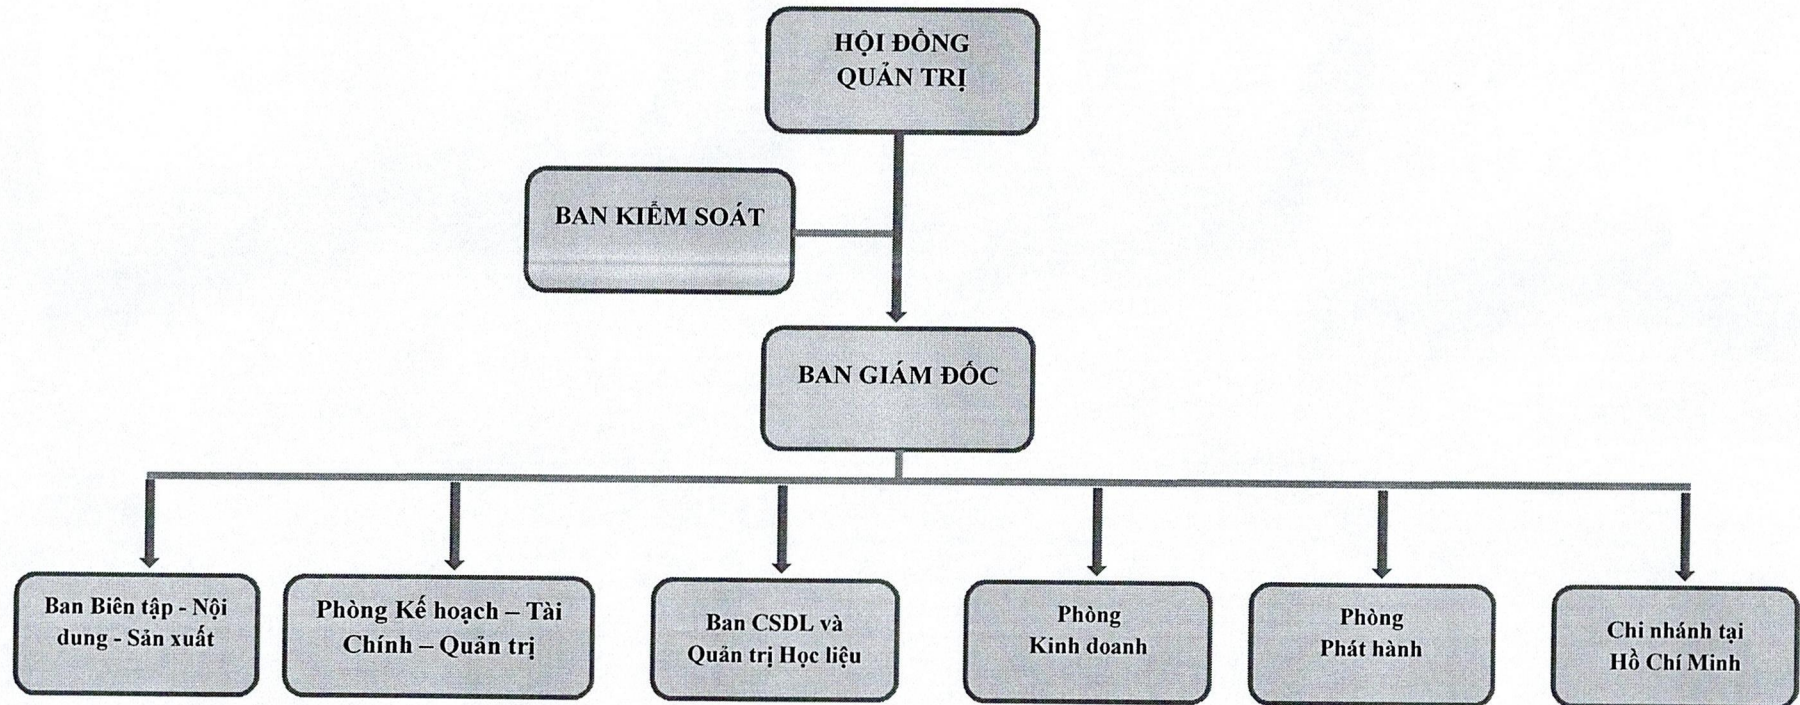 HỘI ĐỒNG
QUẢN TRỊ
BAN KIỂM SOÁT
BAN GIÁM ĐỐC
Ban Biên tập - Nội
dung - Sản xuất
Phòng Kế hoạch – Tài
Chính – Quản trị
Ban CSDL và
Quản trị Học liệu
Phòng
Kinh doanh
Phòng
Phát hành
Chi nhánh tại
Hồ Chí Minh